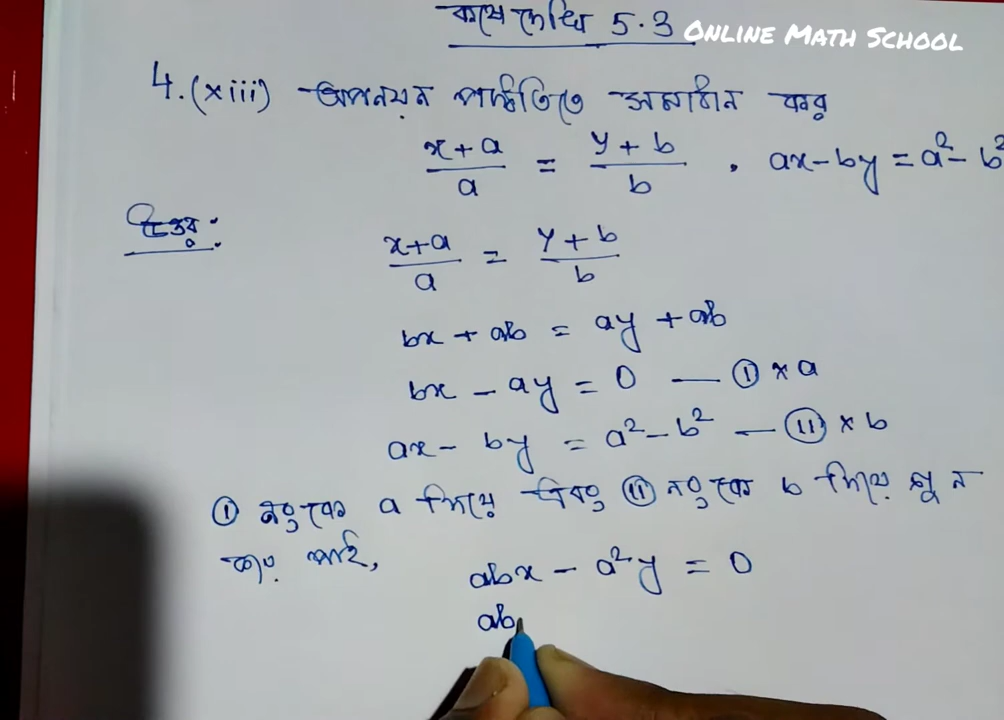 কষে দেখি 5.3
ONLINE MATH SCHOOL
4.(xiii) অপনয়ন পদ্ধতিতে সমাধান কর
x+a/a = y+b/b , ax-by = a²-b²
উত্তর:
x+a/a = y+b/b
bx + ab = ay + ab
bx - ay = 0 — (i) × a
ax - by = a² - b² — (ii) × b
(i) নং কে a দিয়ে এবং (ii) নং কে b দিয়ে গুন
করে পাই,
abx - a²y = 0
ab